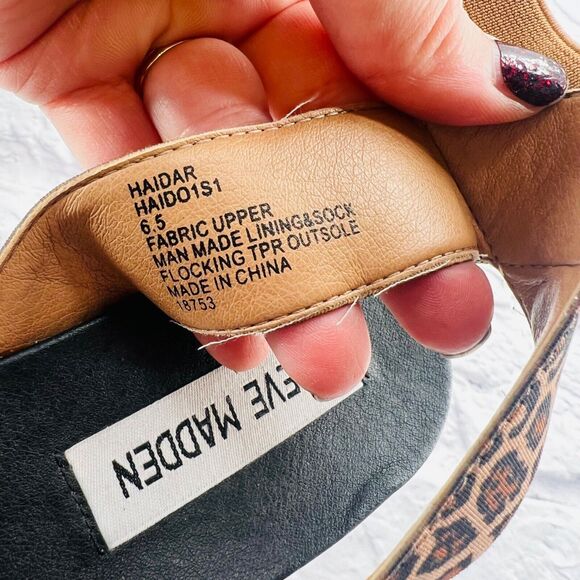 HAIDAR
HAIDO1S1
6.5
FABRIC UPPER
MAN MADE LINING&SOCK
FLOCKING TPR OUTSOLE
MADE IN CHINA
18753
EVE MADDEN